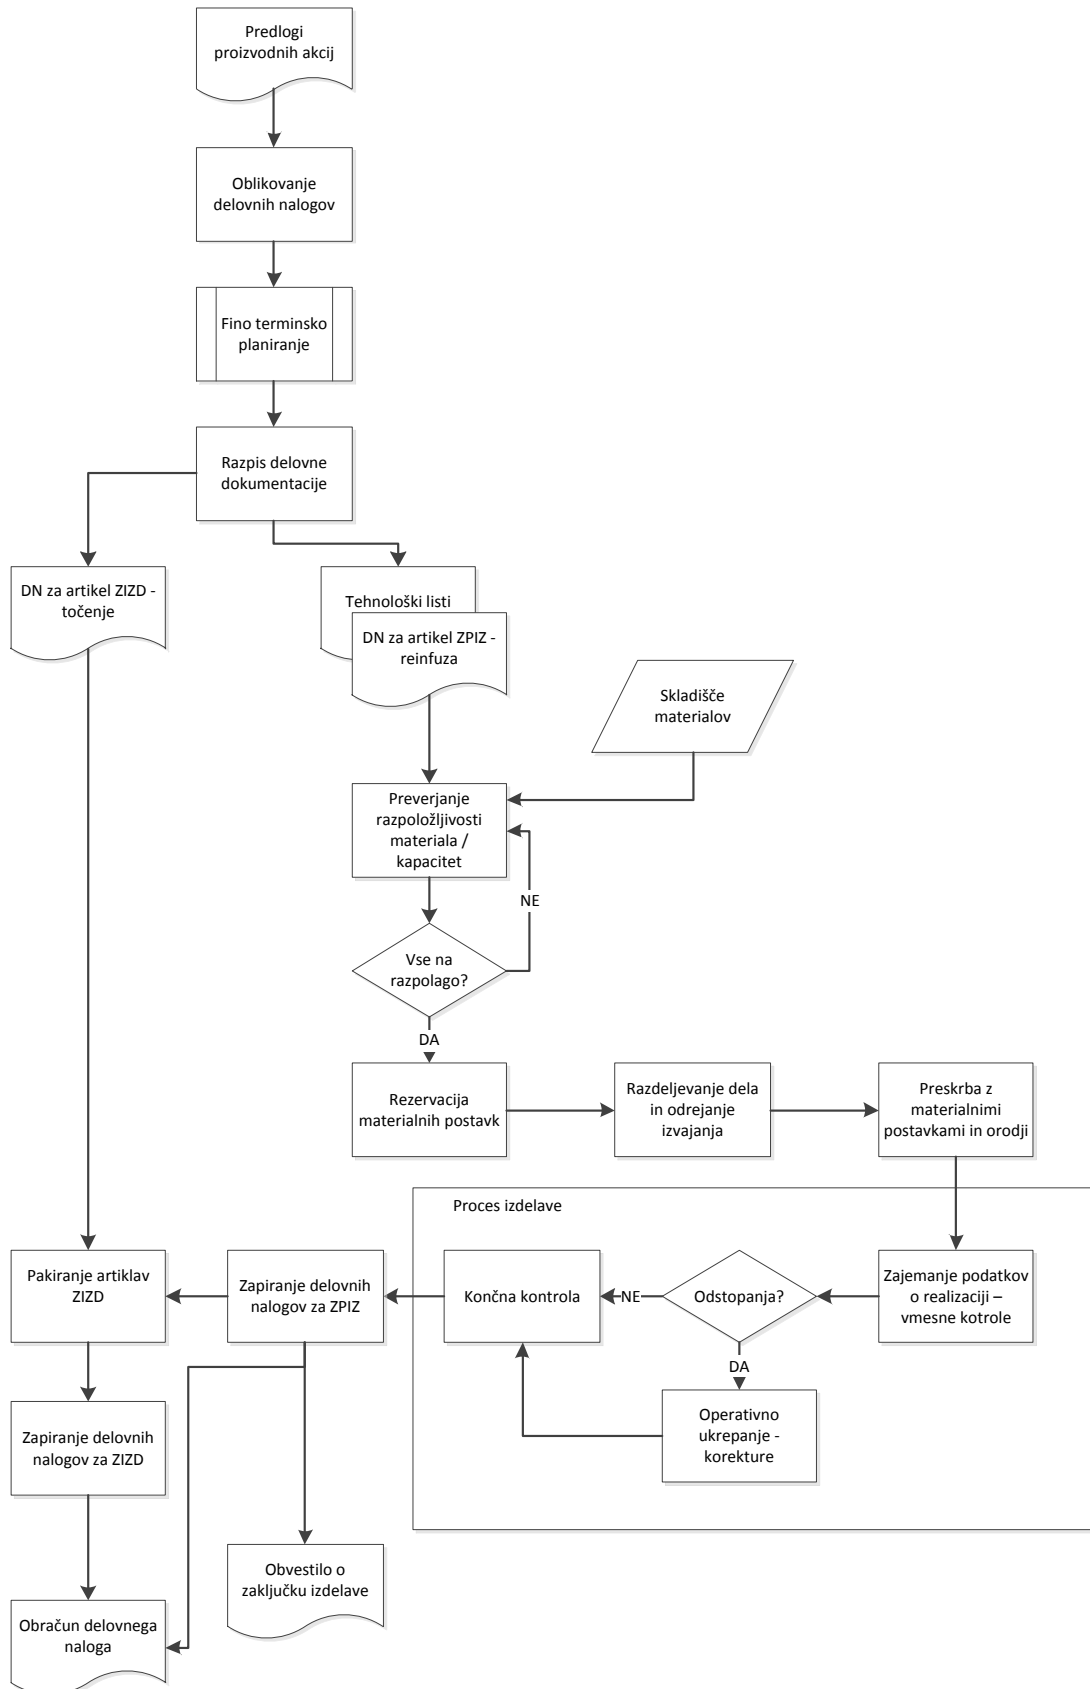 Predlogi
proizvodnih akcij
Oblikovanje
delovnih nalogov
Fino terminsko
planiranje
Razpis delovne
dokumentacije
DN za artikel ZIZD -
točenje
Tehnološki listi
DN za artikel ZPIZ -
reinfuza
Skladišče
materialov
Preverjanje
razpoložljivosti
materiala /
kapacitet
NE
Vse na
razpolago?
DA
Rezervacija
materialnih postavk
Razdeljevanje dela
in odrejanje
izvajanja
Preskrba z
materialnimi
postavkami in orodji
Proces izdelave
Pakiranje artiklav
ZIZD
Zapiranje delovnih
nalogov za ZPIZ
Končna kontrola
NE
Odstopanja?
Zajemanje podatkov
o realizaciji –
vmesne kotrole
DA
Operativno
ukrepanje -
korekture
Zapiranje delovnih
nalogov za ZIZD
Obvestilo o
zaključku izdelave
Obračun delovnega
naloga